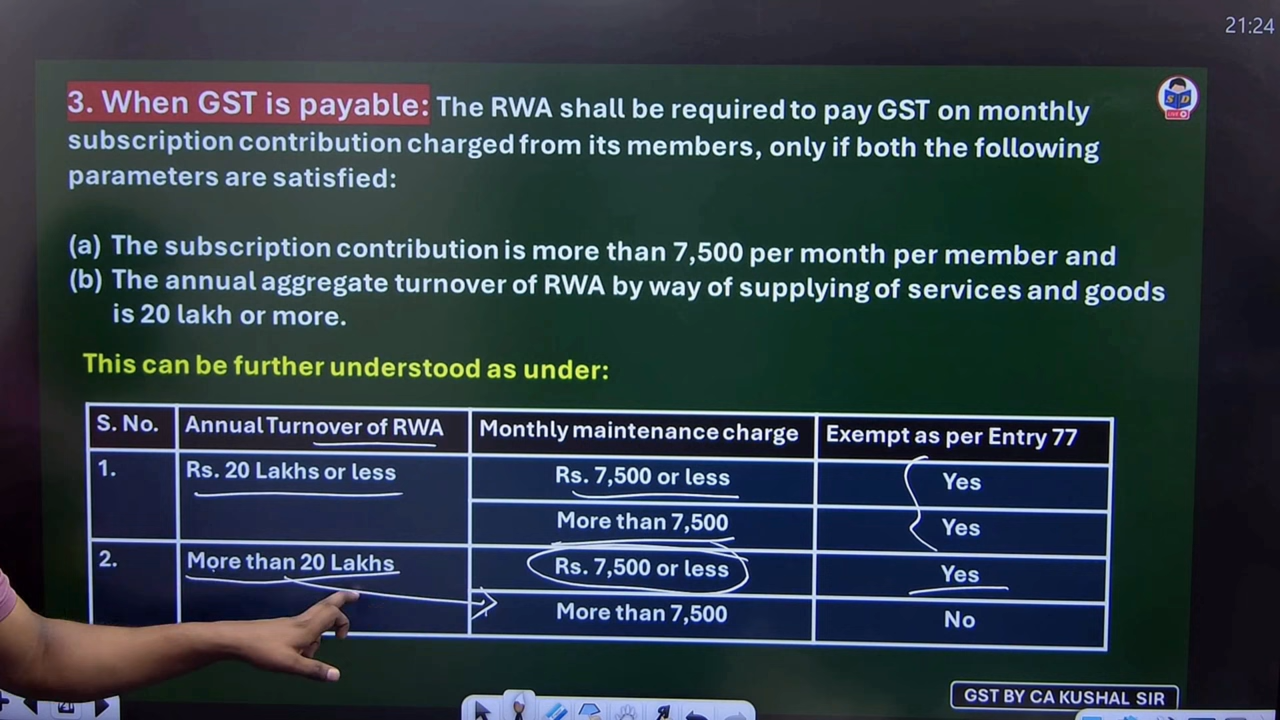 21:24
3. When GST is payable: The RWA shall be required to pay GST on monthly
subscription contribution charged from its members, only if both the following
parameters are satisfied:
(a) The subscription contribution is more than 7,500 per month per member and
(b) The annual aggregate turnover of RWA by way of supplying of services and goods
is 20 lakh or more.
This can be further understood as under:
S. No. Annual Turnover of RWA Monthly maintenance charge Exempt as per Entry 77
1. Rs. 20 Lakhs or less Rs. 7,500 or less Yes
More than 7,500 Yes
2. More than 20 Lakhs Rs. 7,500 or less Yes
More than 7,500 No
GST BY CA KUSHAL SIR
S D
LIVE
21